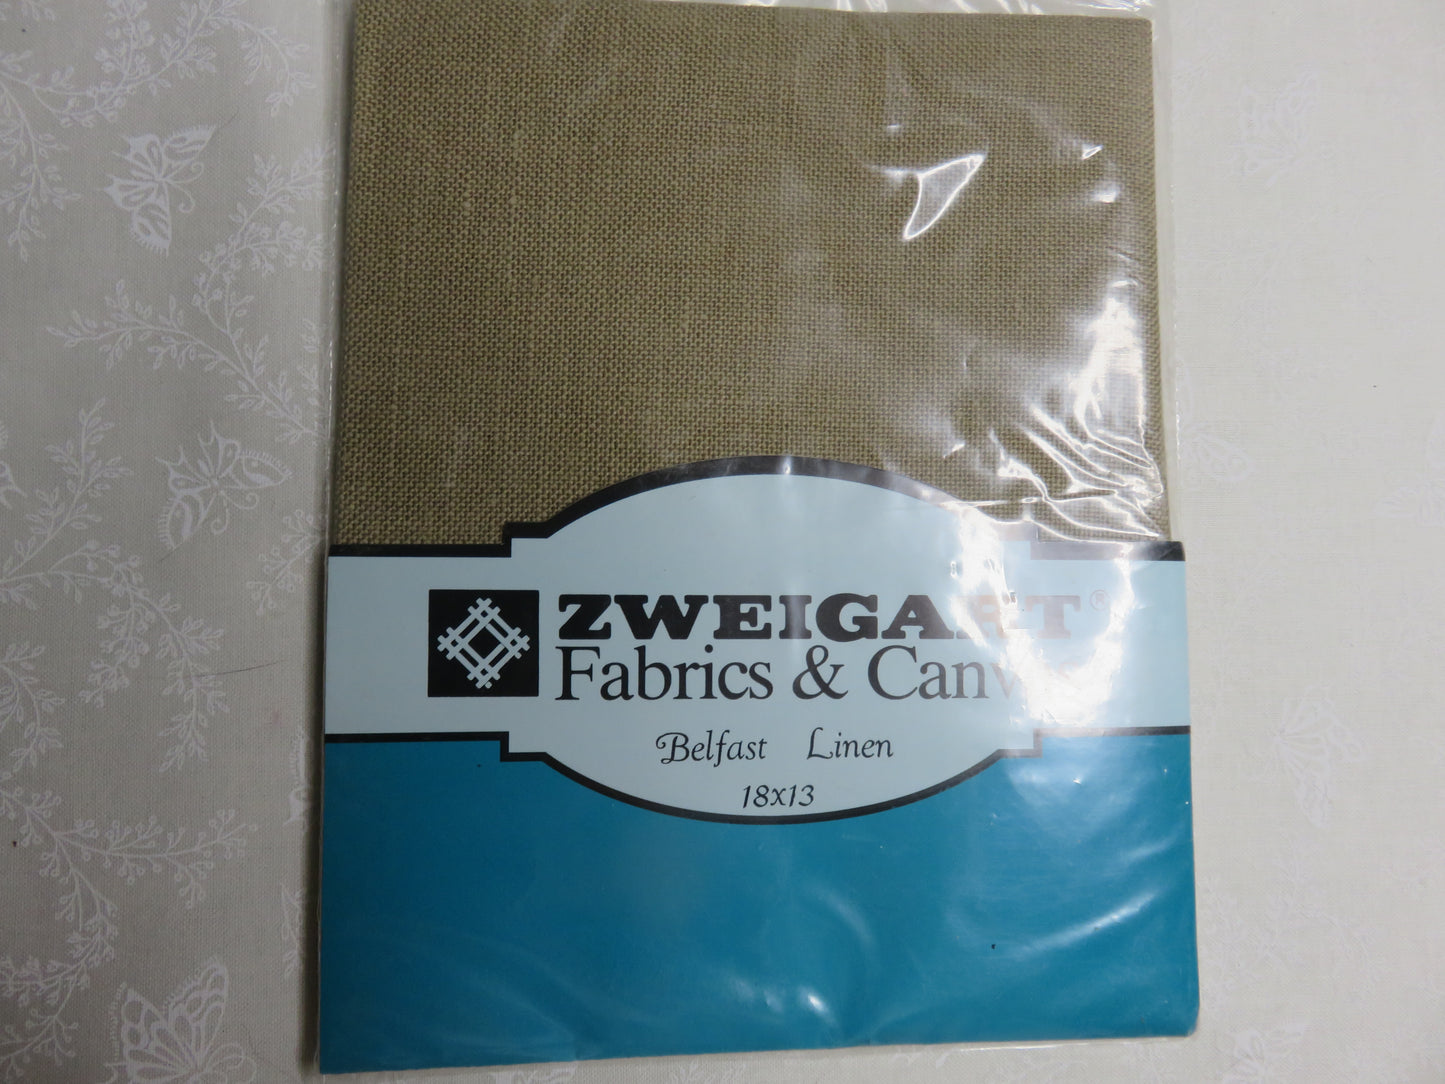 ZWEIGART®
Fabrics & Canv
Belfast Linen
18x13